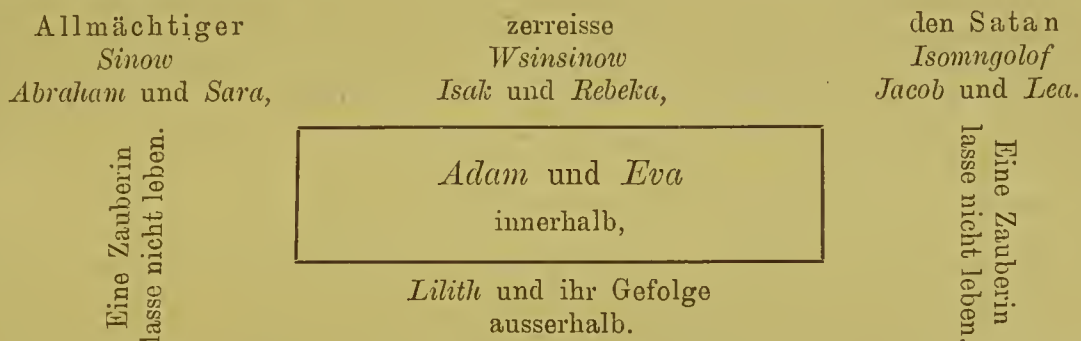 Allmächtiger
Sinow
Abraham und Sara,
zerreisse
Wsinsinow
Isak und Rebeka,
den Satan
Isomngolof
Jacob und Lea.
Eine Zauberin
lasse nicht leben.
Adam und Eva
innerhalb,
Lilith und ihr Gefolge
ausserhalb.
Eine Zauberin
lasse nicht leben.